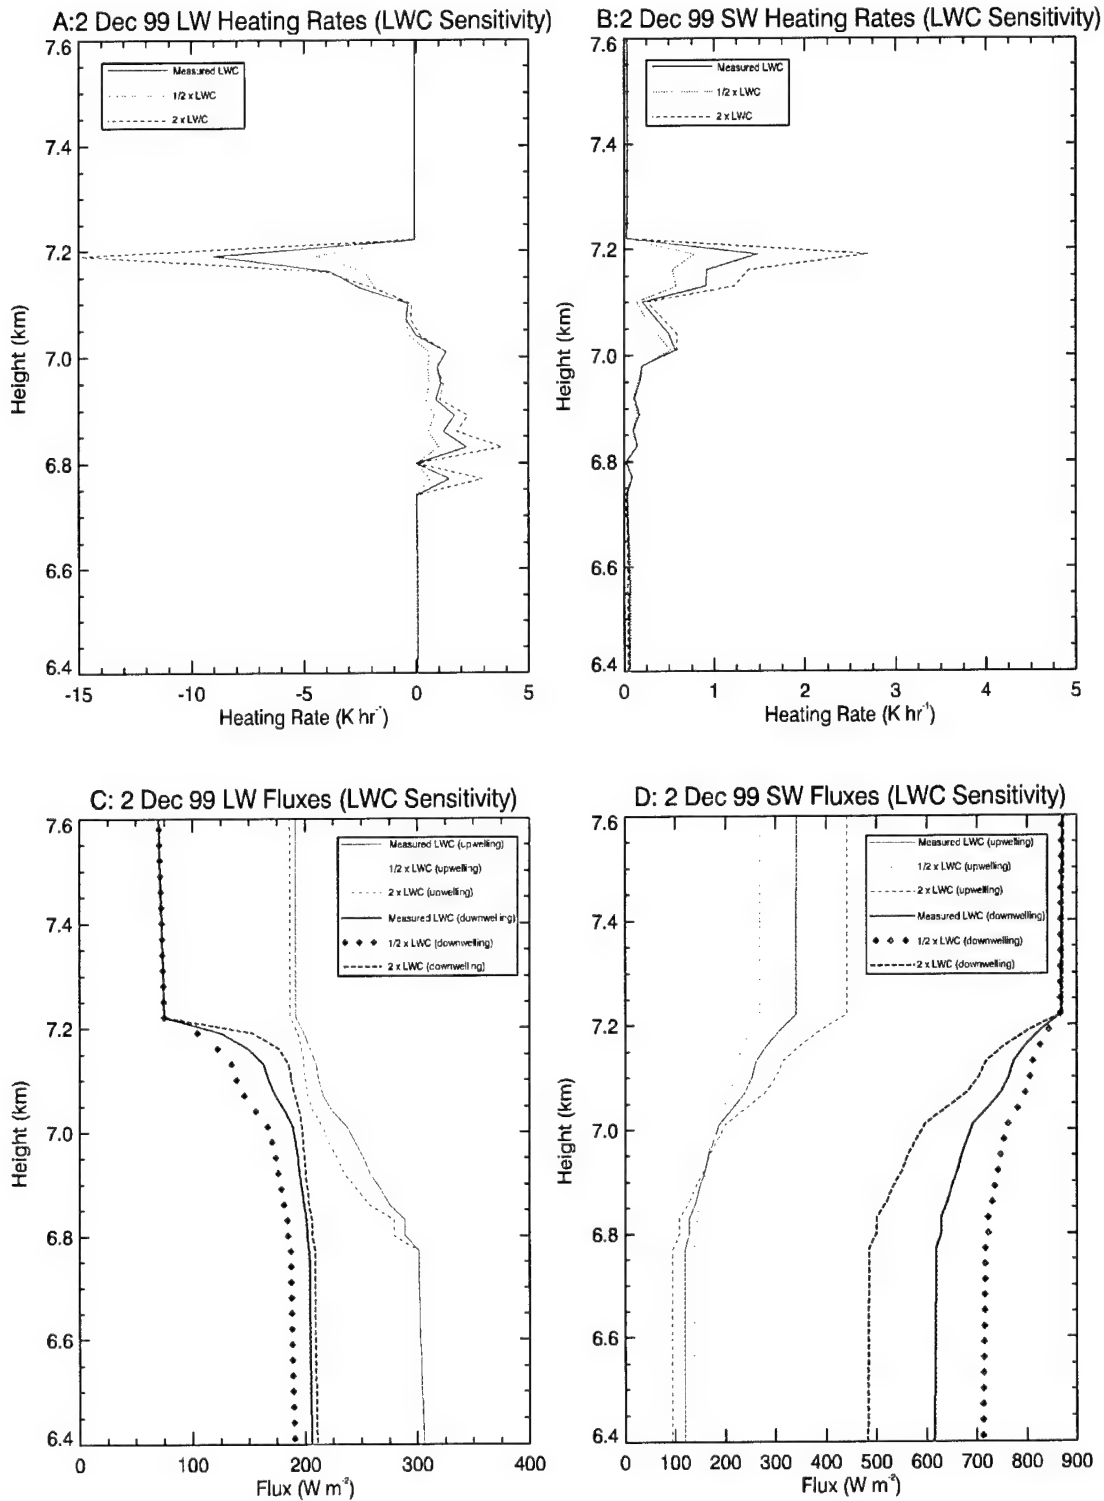 A:2 Dec 99 LW Heating Rates (LWC Sensitivity)
7.6
7.4
7.2
7.0
6.8
6.6
6.4
Height (km)
Measured LWC
1/2 x LWC
2 x LWC
-15
-10
-5
0
5
Heating Rate (K hr⁻¹)
B:2 Dec 99 SW Heating Rates (LWC Sensitivity)
7.6
7.4
7.2
7.0
6.8
6.6
6.4
Height (km)
Measured LWC
1/2 x LWC
2 x LWC
0
1
2
3
4
5
Heating Rate (K hr⁻¹)
C: 2 Dec 99 LW Fluxes (LWC Sensitivity)
7.6
7.4
7.2
7.0
6.8
6.6
6.4
Height (km)
Measured LWC (upwelling)
1/2 x LWC (upwelling)
2 x LWC (upwelling)
Measured LWC (downwelling)
1/2 x LWC (downwelling)
2 x LWC (downwelling)
0
100
200
300
400
Flux (W m⁻²)
D: 2 Dec 99 SW Fluxes (LWC Sensitivity)
7.6
7.4
7.2
7.0
6.8
6.6
6.4
Height (km)
Measured LWC (upwelling)
1/2 x LWC (upwelling)
2 x LWC (upwelling)
Measured LWC (downwelling)
1/2 x LWC (downwelling)
2 x LWC (downwelling)
0
100
200
300
400
500
600
700
800
900
Flux (W m⁻²)